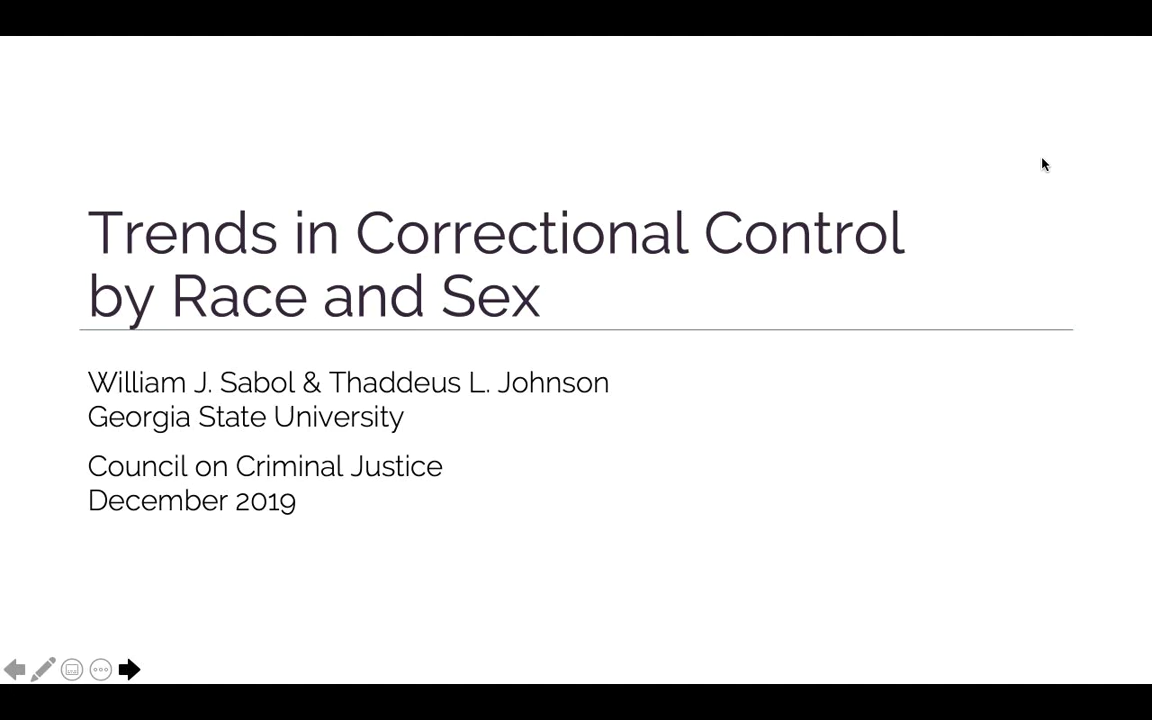 Trends in Correctional Control
by Race and Sex
William J. Sabol & Thaddeus L. Johnson
Georgia State University
Council on Criminal Justice
December 2019